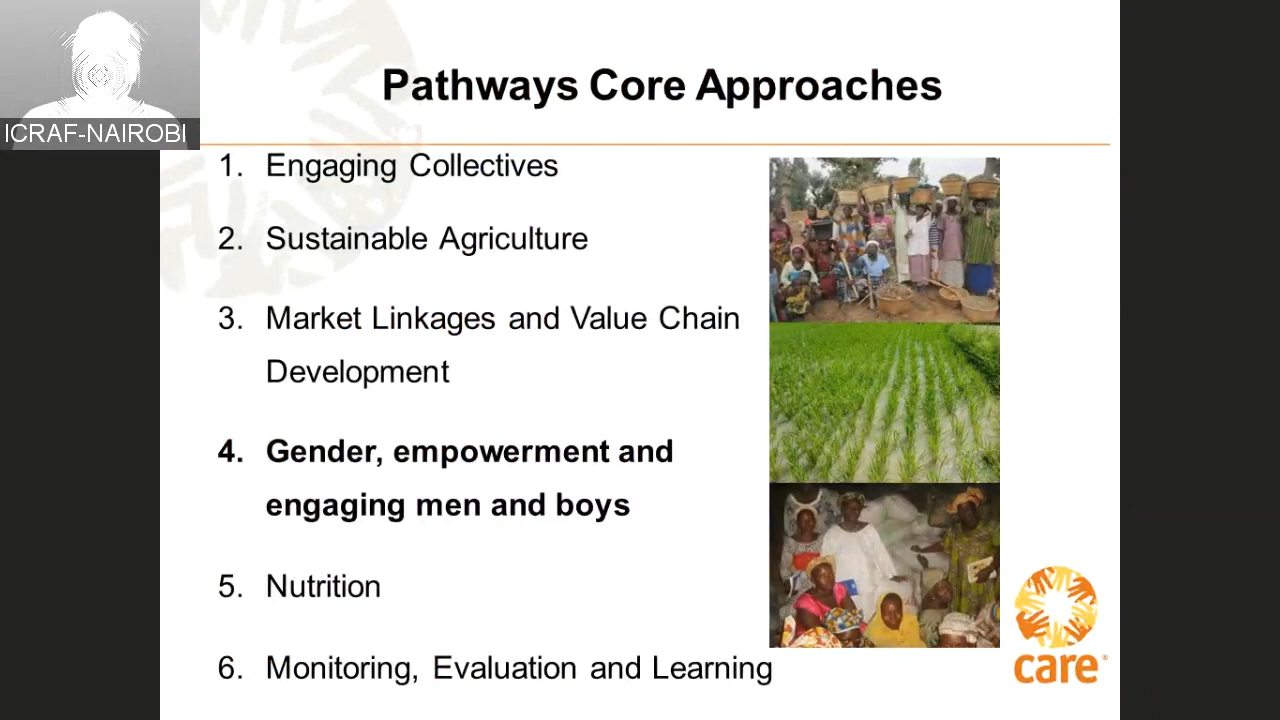 ICRAF-NAIROBI
Pathways Core Approaches
1. Engaging Collectives
2. Sustainable Agriculture
3. Market Linkages and Value Chain
Development
4. Gender, empowerment and
engaging men and boys
5. Nutrition
6. Monitoring, Evaluation and Learning
care®